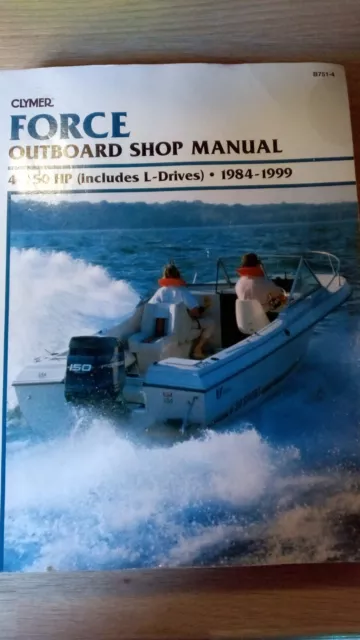 B751-4
CLYMER
FORCE
OUTBOARD SHOP MANUAL
4 150 HP (includes L-Drives) • 1984-1999
150